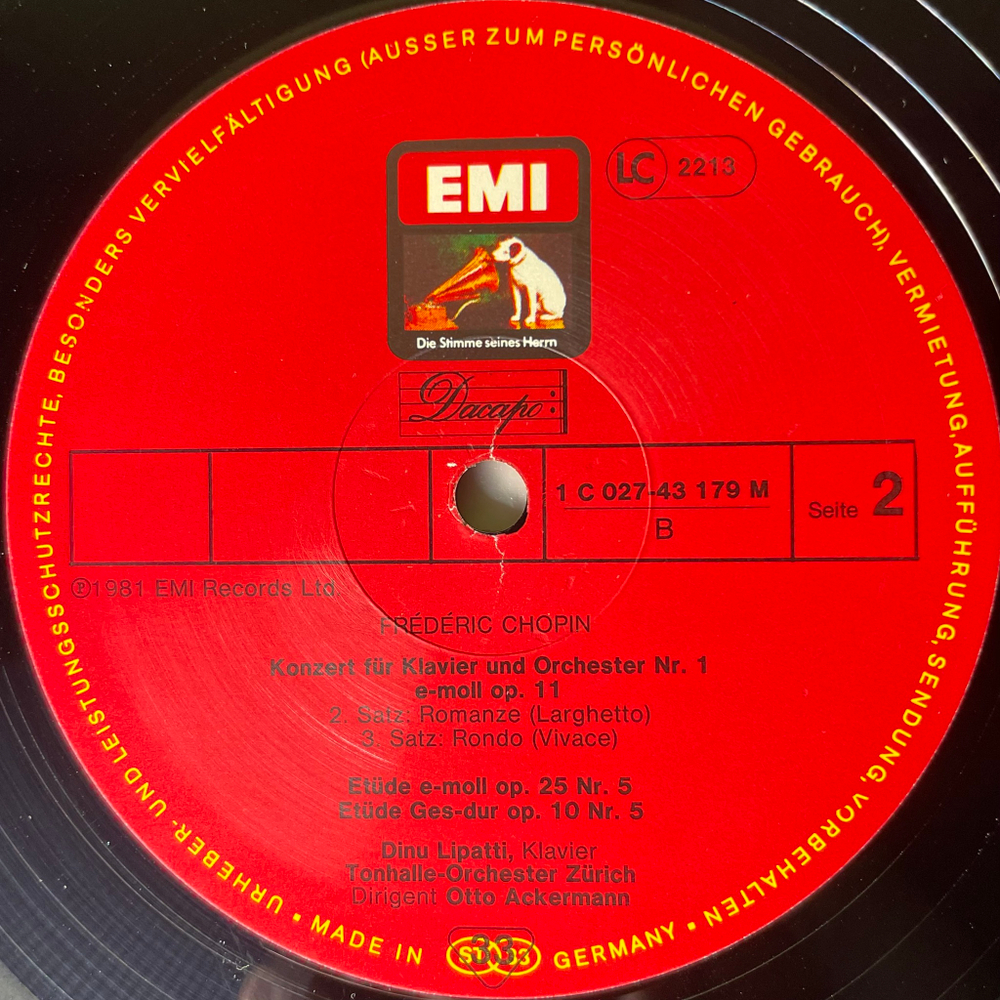 URHEBER- UND LEISTUNGSSCHUTZRECHTE, BESONDERS VERVIELFÄLTIGUNG (AUSSER ZUM PERSÖNLICHEN GEBRAUCH), VERMIETUNG, AUFFÜHRUNG, SENDUNG, VORBEHALTEN ▪ MADE IN GERMANY ▪
EMI
LC 2213
Die Stimme seines Herrn
Dacapo
1 C 027-43 179 M
B
Seite 2
℗1981 EMI Records Ltd
FRÉDÉRIC CHOPIN
Konzert für Klavier und Orchester Nr. 1
e-moll op. 11
2. Satz: Romanze (Larghetto)
3. Satz: Rondo (Vivace)
Etüde e-moll op. 25 Nr. 5
Etüde Ges-dur op. 10 Nr. 5
Dinu Lipatti, Klavier
Tonhalle-Orchester Zürich
Dirigent Otto Ackermann
33